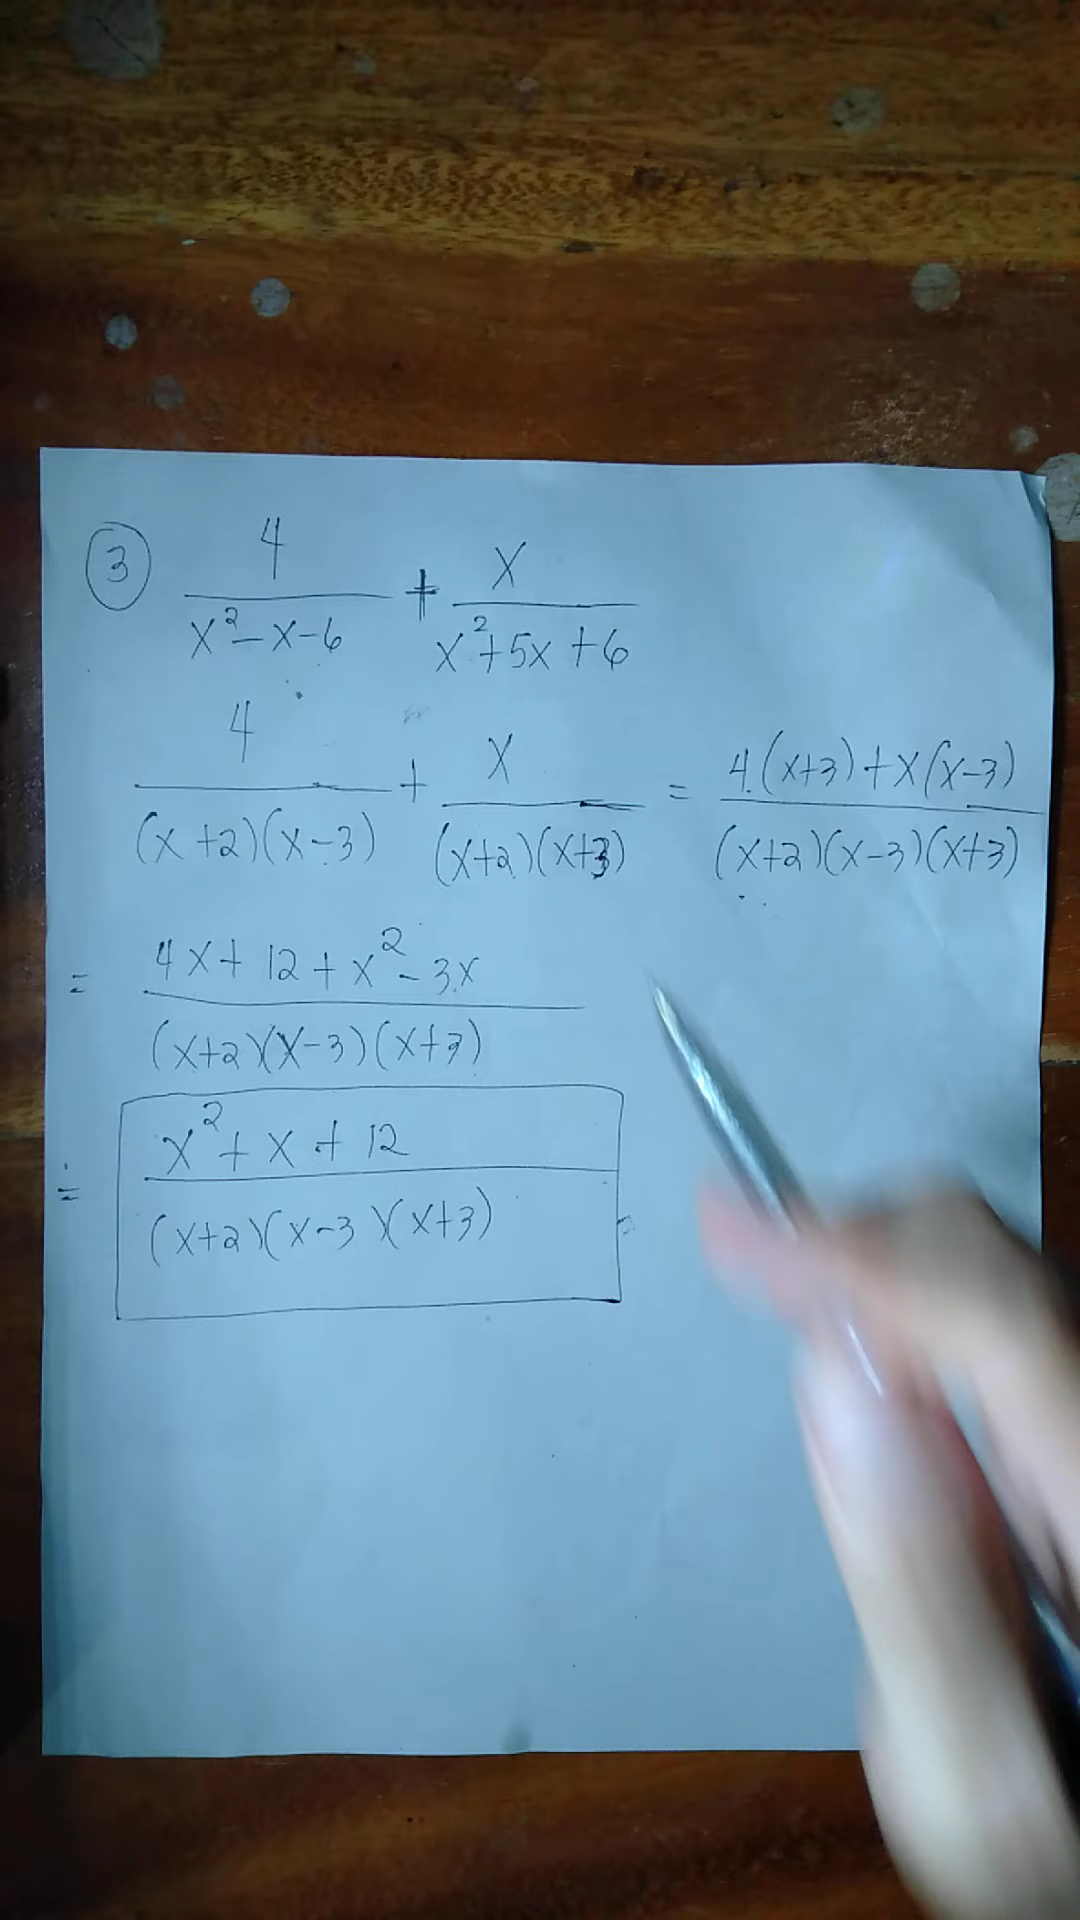 ③ 4/(x²-x-6) + x/(x²+5x+6)
4/((x+2)(x-3)) + x/((x+2)(x+3)) = (4.(x+3)+x(x-3))/((x+2)(x-3)(x+3))
= (4x+12+x²-3x)/((x+2)(x-3)(x+3))
= (x²+x+12)/((x+2)(x-3)(x+3))